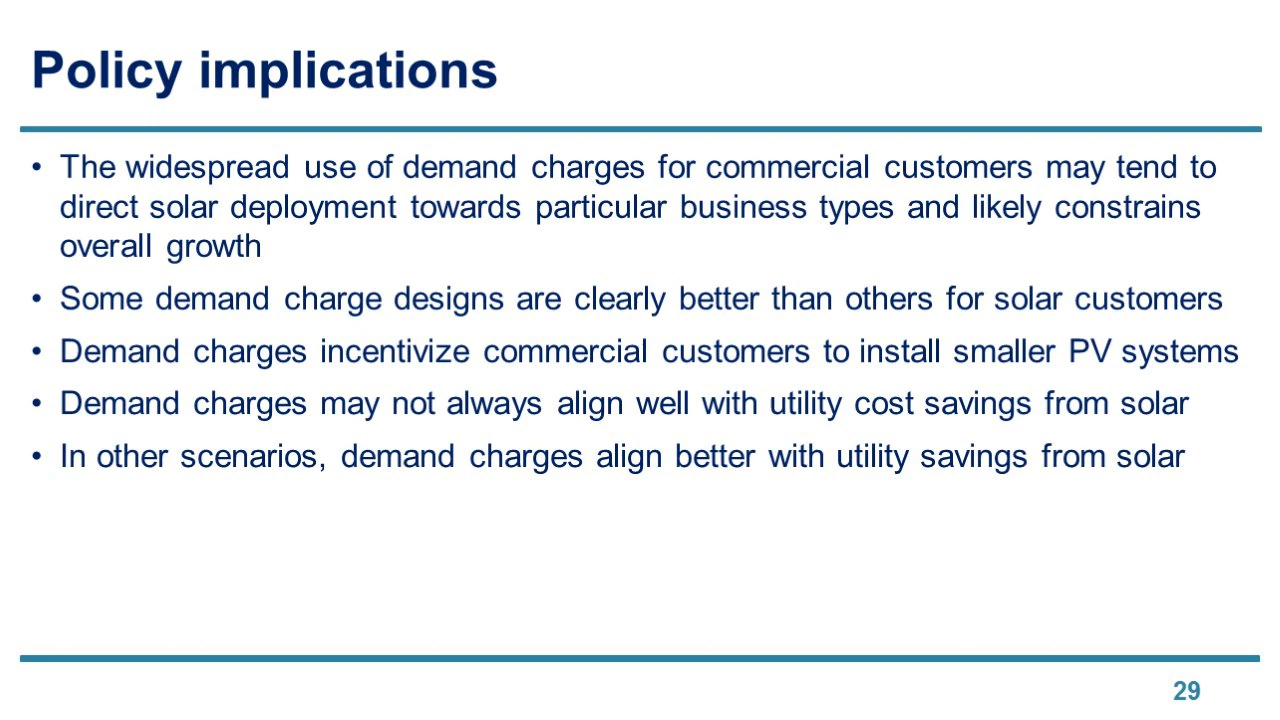 Policy implications
• The widespread use of demand charges for commercial customers may tend to
direct solar deployment towards particular business types and likely constrains
overall growth
• Some demand charge designs are clearly better than others for solar customers
• Demand charges incentivize commercial customers to install smaller PV systems
• Demand charges may not always align well with utility cost savings from solar
• In other scenarios, demand charges align better with utility savings from solar
29